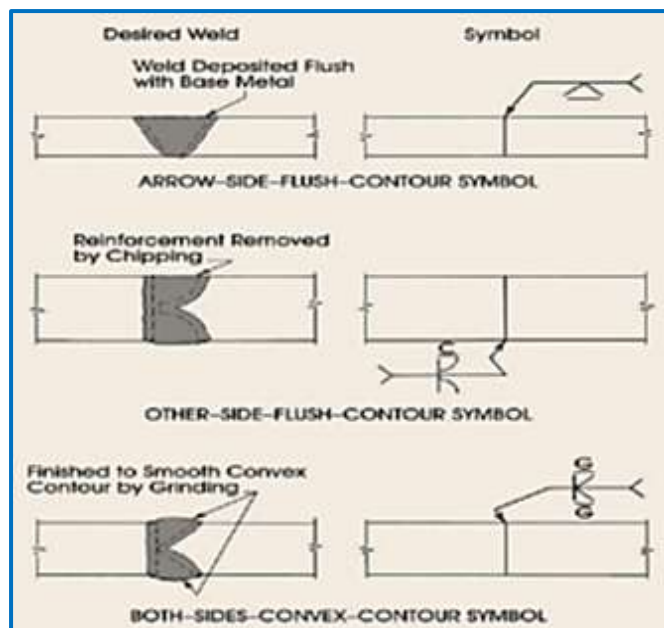 Desired Weld Symbol
Weld Deposited Flush
with Base Metal
ARROW-SIDE-FLUSH-CONTOUR SYMBOL
Reinforcement Removed
by Chipping
C
OTHER-SIDE-FLUSH-CONTOUR SYMBOL
Finished to Smooth Convex
Contour by Grinding
G
G
BOTH-SIDES-CONVEX-CONTOUR SYMBOL